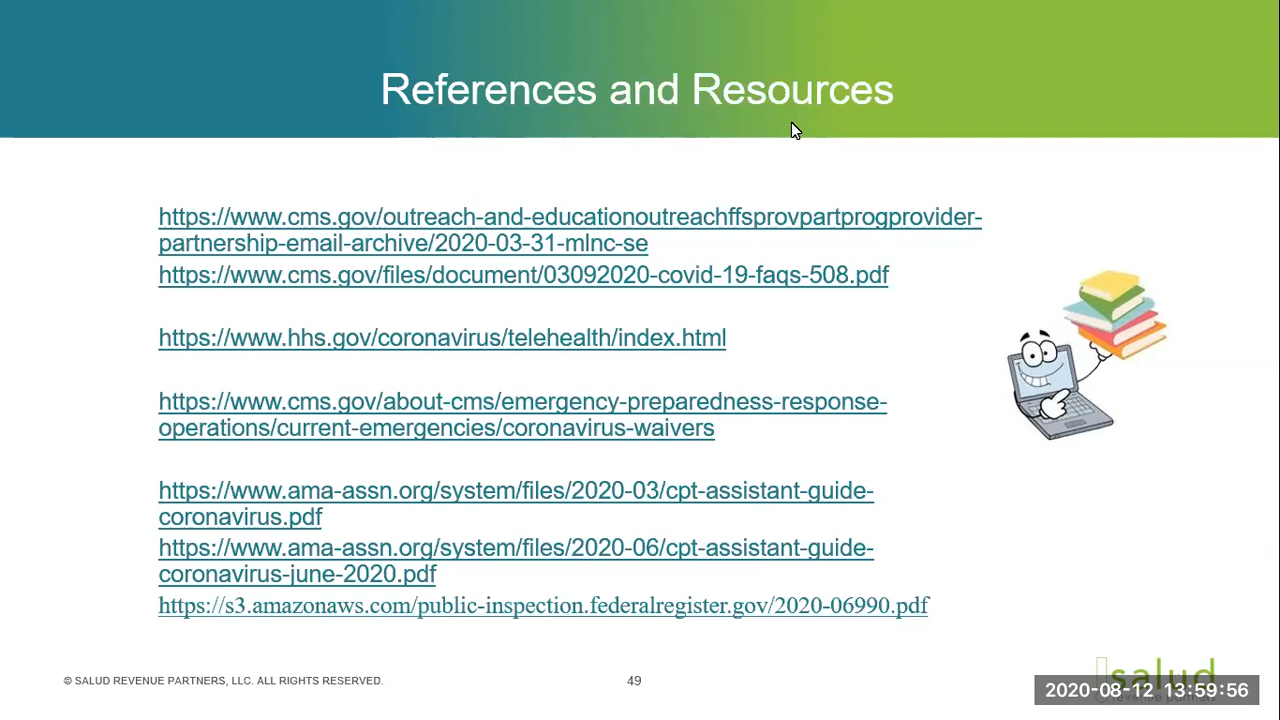 References and Resources
https://www.cms.gov/outreach-and-educationoutreachffsprovpartprogprovider-
partnership-email-archive/2020-03-31-mlnc-se
https://www.cms.gov/files/document/03092020-covid-19-faqs-508.pdf
https://www.hhs.gov/coronavirus/telehealth/index.html
https://www.cms.gov/about-cms/emergency-preparedness-response-
operations/current-emergencies/coronavirus-waivers
https://www.ama-assn.org/system/files/2020-03/cpt-assistant-guide-
coronavirus.pdf
https://www.ama-assn.org/system/files/2020-06/cpt-assistant-guide-
coronavirus-june-2020.pdf
https://s3.amazonaws.com/public-inspection.federalregister.gov/2020-06990.pdf
© SALUD REVENUE PARTNERS, LLC. ALL RIGHTS RESERVED.
49
salud
2020-08-12 13:59:56